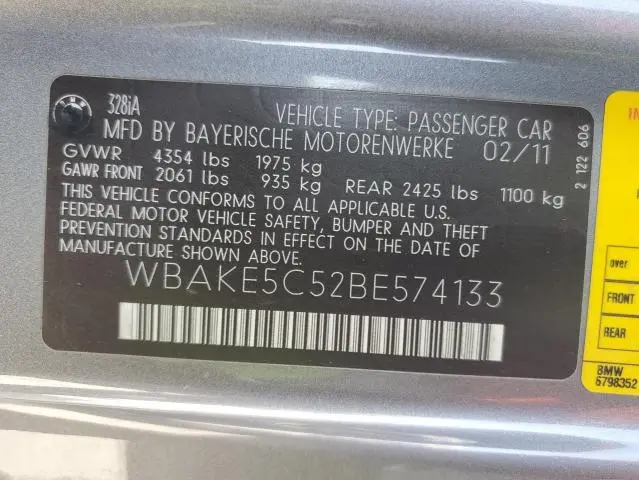 BMW
328iA
VEHICLE TYPE: PASSENGER CAR
MFD BY BAYERISCHE MOTORENWERKE 02/11
GVWR 4354 lbs 1975 kg
GAWR FRONT 2061 lbs 935 kg REAR 2425 lbs 1100 kg
THIS VEHICLE CONFORMS TO ALL APPLICABLE U.S.
FEDERAL MOTOR VEHICLE SAFETY, BUMPER AND THEFT
PREVENTION STANDARDS IN EFFECT ON THE DATE OF
MANUFACTURE SHOWN ABOVE.
WBAKE5C52BE574133
2 122 606
over
FRONT
REAR
BMW
6798352